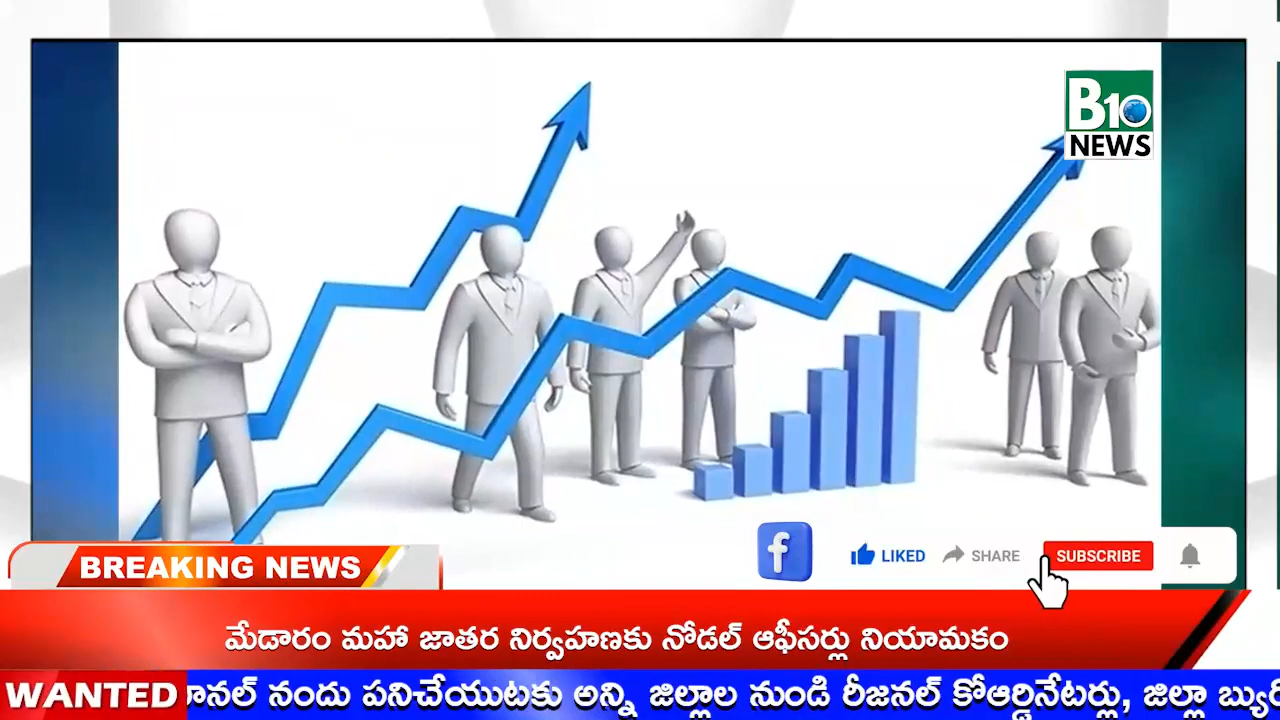 B10
NEWS
f
LIKED SHARE SUBSCRIBE
BREAKING NEWS
మేడారం మహా జాతర నిర్వహణకు నోడల్ ఆఫీసర్లు నియామకం
WANTED నందు పనిచేయుటకు అన్ని జిల్లాల నుండి రీజనల్ కోఆర్డినేటర్లు, జిల్లా